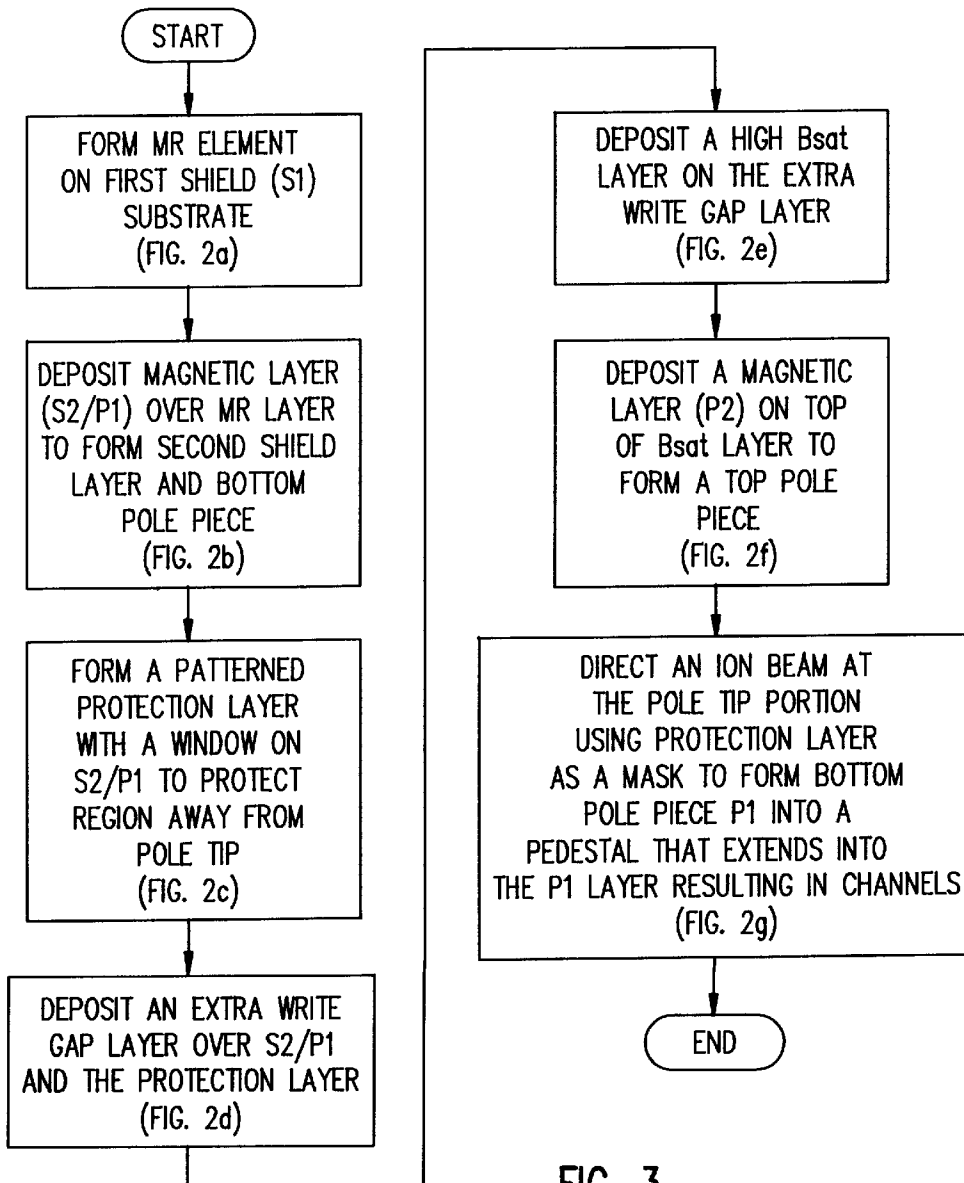 START
FORM MR ELEMENT
ON FIRST SHIELD (S1)
SUBSTRATE
(FIG. 2a)
DEPOSIT MAGNETIC LAYER
(S2/P1) OVER MR LAYER
TO FORM SECOND SHIELD
LAYER AND BOTTOM
POLE PIECE
(FIG. 2b)
FORM A PATTERNED
PROTECTION LAYER
WITH A WINDOW ON
S2/P1 TO PROTECT
REGION AWAY FROM
POLE TIP
(FIG. 2c)
DEPOSIT AN EXTRA WRITE
GAP LAYER OVER S2/P1
AND THE PROTECTION LAYER
(FIG. 2d)
DEPOSIT A HIGH Bsat
LAYER ON THE EXTRA
WRITE GAP LAYER
(FIG. 2e)
DEPOSIT A MAGNETIC
LAYER (P2) ON TOP
OF Bsat LAYER TO
FORM A TOP POLE
PIECE
(FIG. 2f)
DIRECT AN ION BEAM AT
THE POLE TIP PORTION
USING PROTECTION LAYER
AS A MASK TO FORM BOTTOM
POLE PIECE P1 INTO A
PEDESTAL THAT EXTENDS INTO
THE P1 LAYER RESULTING IN CHANNELS
(FIG. 2g)
END
FIG. 3